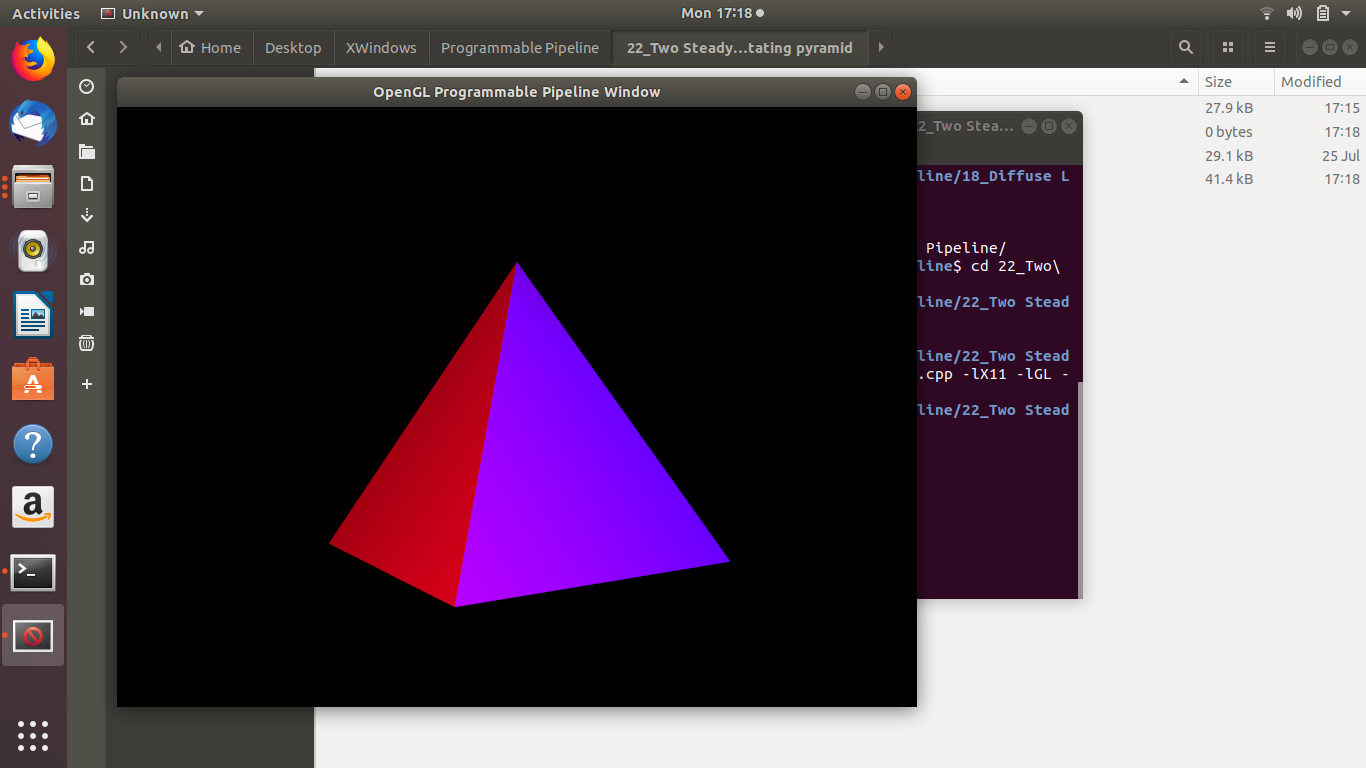 Activities Unknown Mon 17:18
Home Desktop XWindows Programmable Pipeline 22_Two Steady...tating pyramid
Size Modified
OpenGL Programmable Pipeline Window
27.9 kB 17:15
0 bytes 17:18
29.1 kB 25 Jul
41.4 kB 17:18
2_Two Stea...
line/18_Diffuse L
Pipeline/
line$ cd 22_Two\
line/22_Two Stead
line/22_Two Stead
.cpp -lX11 -lGL -
line/22_Two Stead